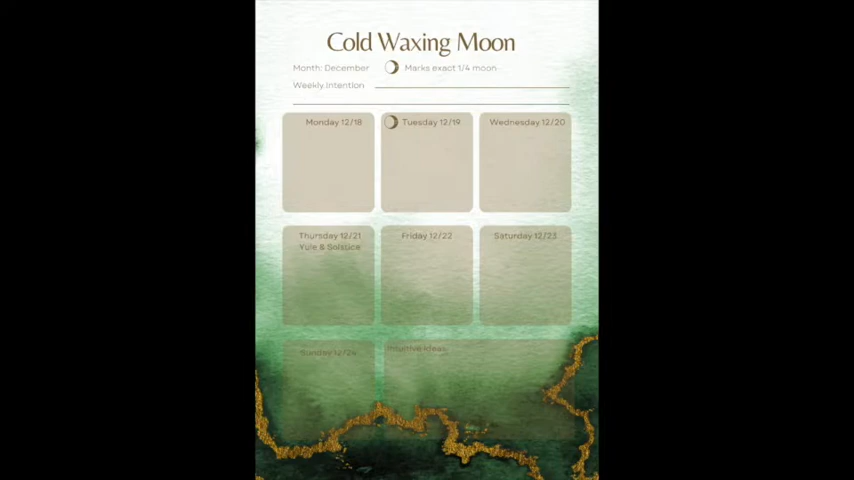 Cold Waxing Moon
Month: December Marks exact 1/4 moon
Weekly Intention
Monday 12/18
Tuesday 12/19
Wednesday 12/20
Thursday 12/21
Yule & Solstice
Friday 12/22
Saturday 12/23
Sunday 12/24
Intuitive Ideas: